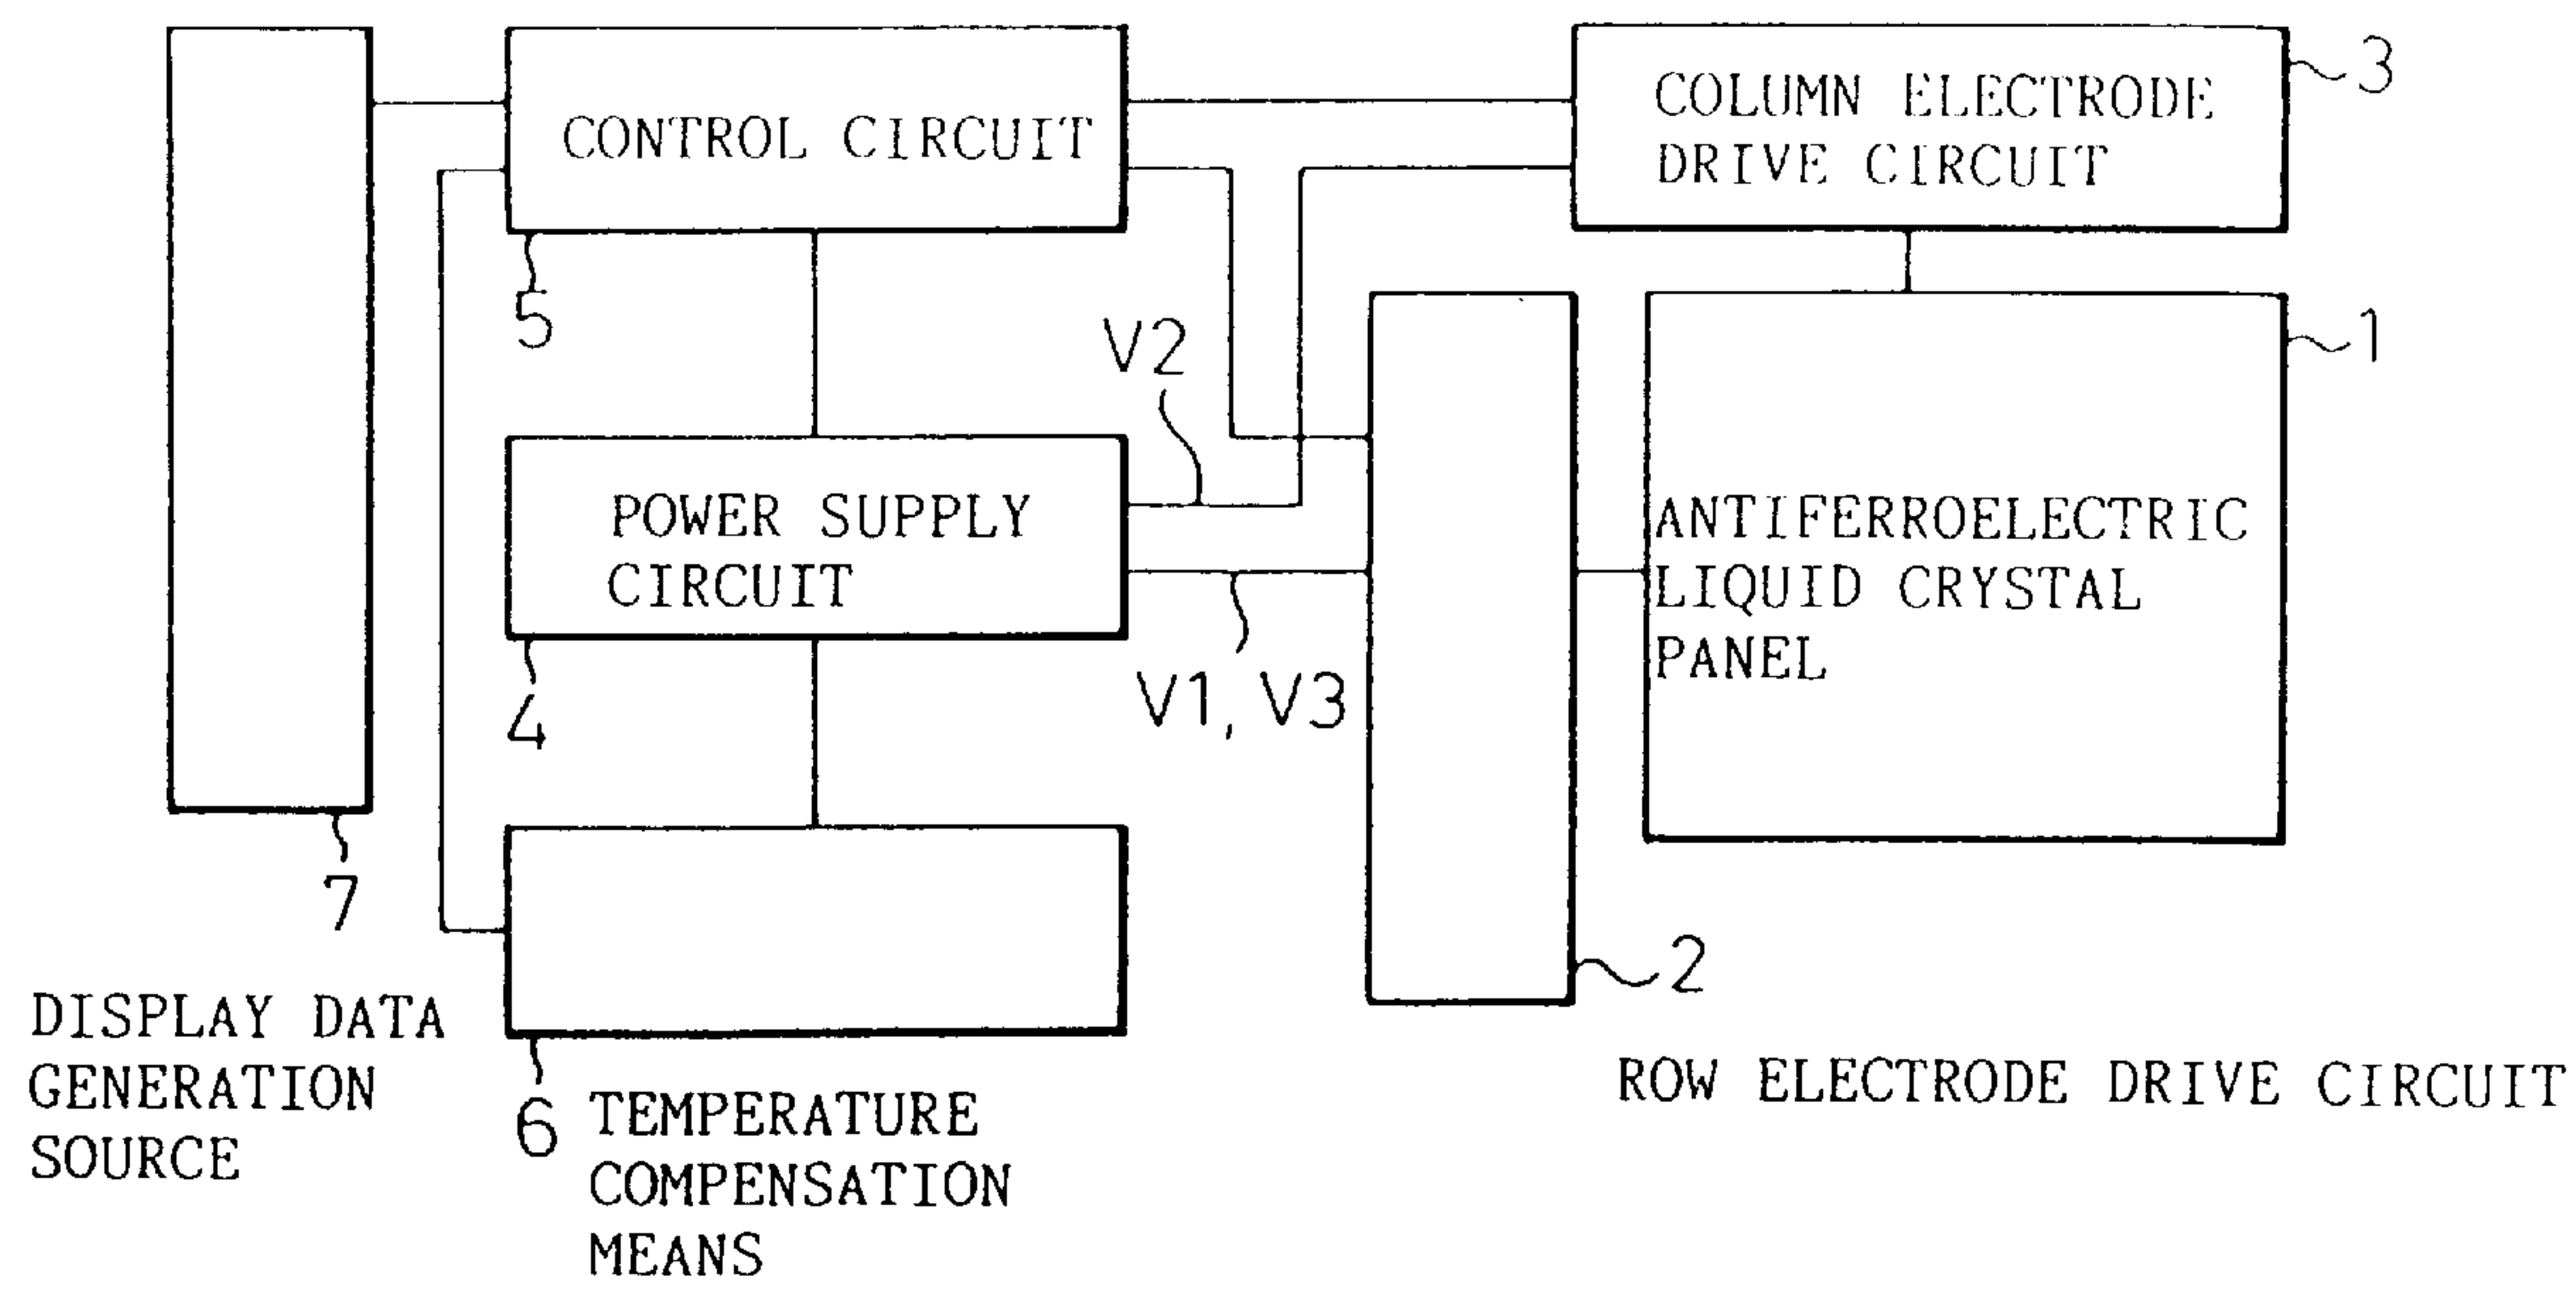 CONTROL CIRCUIT
5
COLUMN ELECTRODE
DRIVE CIRCUIT
3
V2
1
POWER SUPPLY
CIRCUIT
4
V1, V3
ANTIFERROELECTRIC
LIQUID CRYSTAL
PANEL
7
DISPLAY DATA
GENERATION
SOURCE
2
ROW ELECTRODE DRIVE CIRCUIT
6
TEMPERATURE
COMPENSATION
MEANS